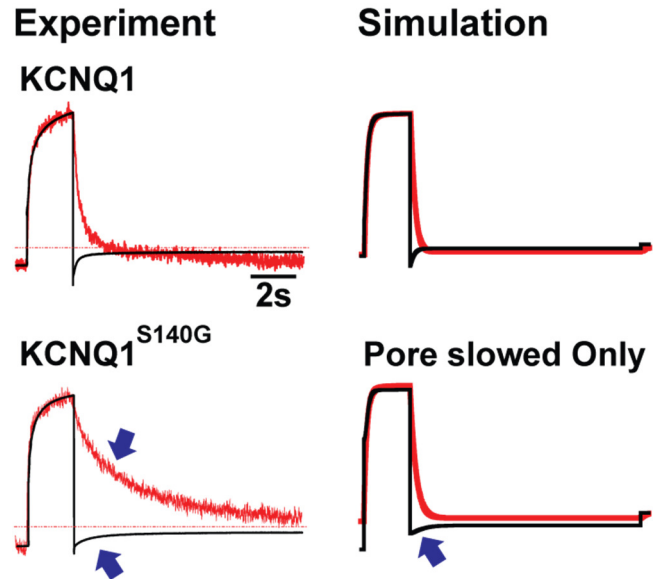 Experiment
Simulation
KCNQ1
2s
KCNQ1S140G
Pore slowed Only